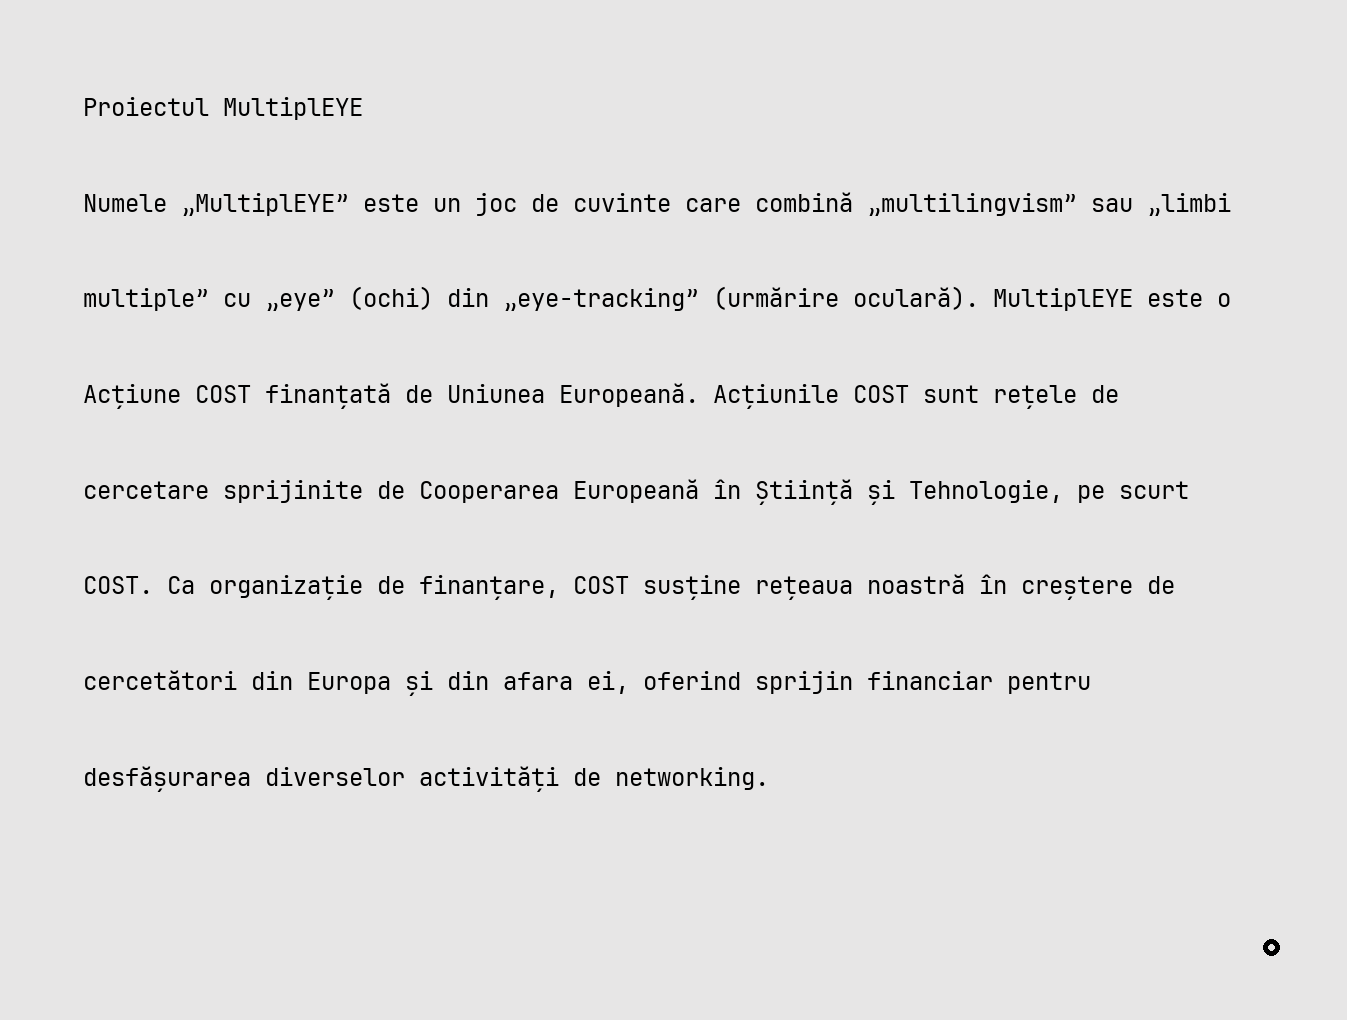 Proiectul MultiplEYE
Numele „MultiplEYE” este un joc de cuvinte care combină „multilingvism” sau „limbi
multiple” cu „eye” (ochi) din „eye-tracking” (urmărire oculară). MultiplEYE este o
Acțiune COST finanțată de Uniunea Europeană. Acțiunile COST sunt rețele de
cercetare sprijinite de Cooperarea Europeană în Știință și Tehnologie, pe scurt
COST. Ca organizație de finanțare, COST susține rețeaua noastră în creștere de
cercetători din Europa și din afara ei, oferind sprijin financiar pentru
desfășurarea diverselor activități de networking.